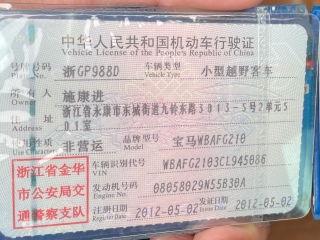 中华人民共和国机动车行驶证
Vehicle License of the People's Republic of China
号牌号码 浙GP988D 车辆类型 小型越野客车
Plate No. Vehicle Type
所有人 施康进
Owner
住址 浙江省永康市东城街道九铃东路3013-5号2单元5
01室
使用性质 非营运 品牌型号 宝马WBAFG210
Use Character
浙江省金华
市公安局交
通警察支队
车辆识别代号 WBAFG2103CL945086
VIN
发动机号码 08058029N55B30A
Engine No.
注册日期 2012-05-02 发证日期 2012-05-02
Register Date Issue Date